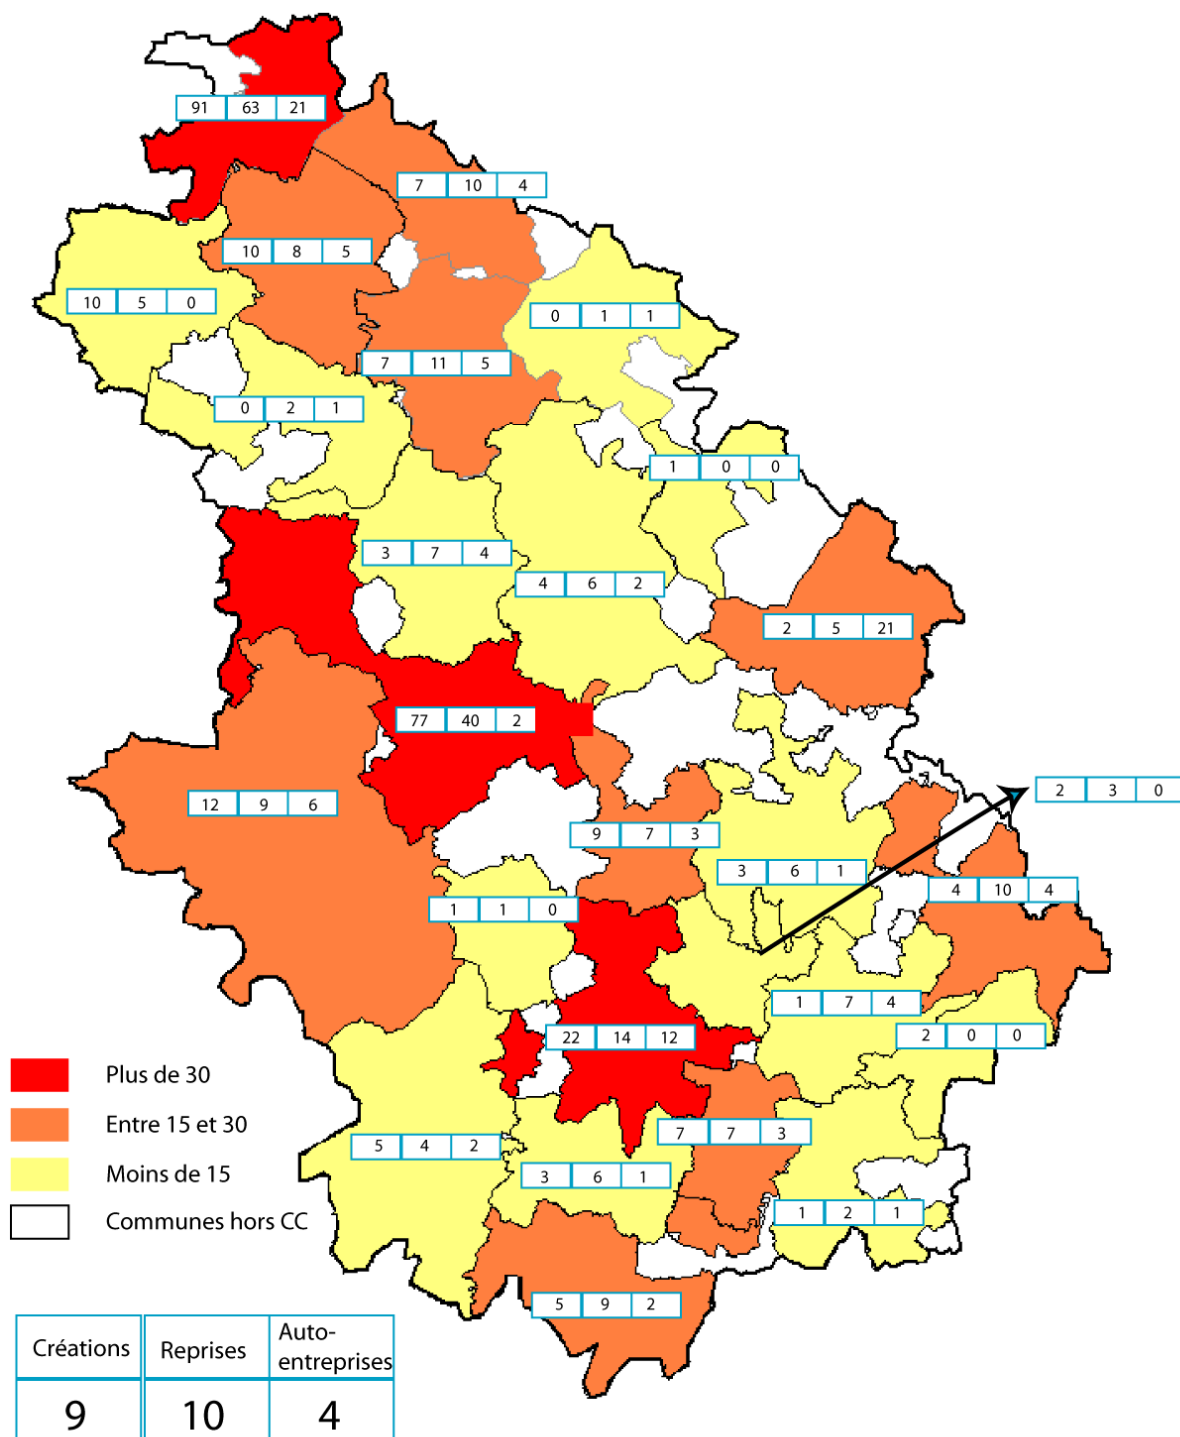 91 63 21
7 10 4
10 8 5
10 5 0
0 1 1
7 11 5
0 2 1
1 0 0
3 7 4
4 6 2
2 5 21
77 40 2
2 3 0
12 9 6
9 7 3
3 6 1
4 10 4
1 1 0
1 7 4
22 14 12
2 0 0
Plus de 30
Entre 15 et 30
7 7 3
5 4 2
Moins de 15
3 6 1
1 2 1
Communes hors CC
5 9 2
Créations Reprises Auto-
entreprises
9 10 4